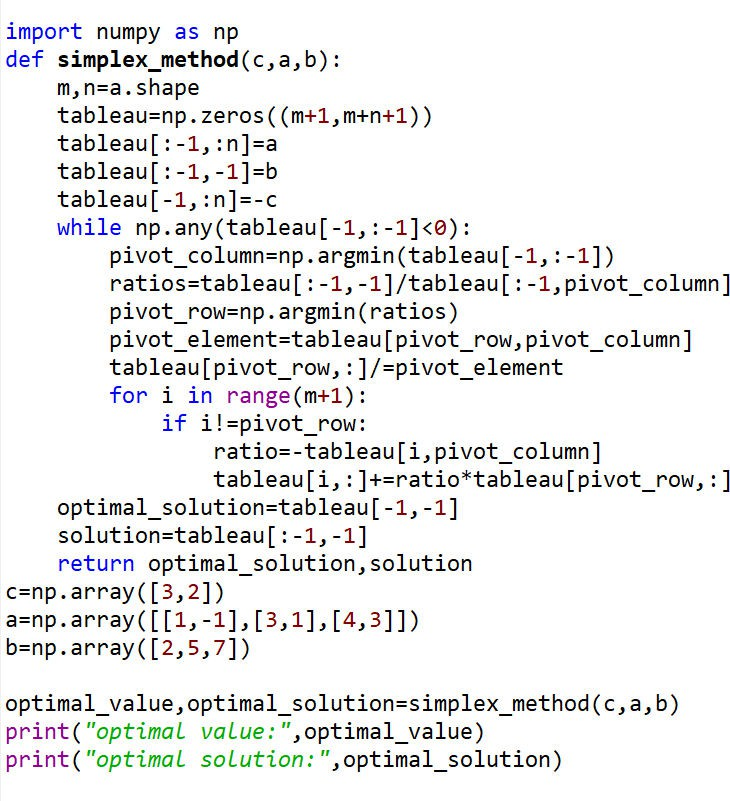 import numpy as np
def simplex_method(c,a,b):
    m,n=a.shape
    tableau=np.zeros((m+1,m+n+1))
    tableau[:-1,:n]=a
    tableau[:-1,-1]=b
    tableau[-1,:n]=-c
    while np.any(tableau[-1,:-1]<0):
        pivot_column=np.argmin(tableau[-1,:-1])
        ratios=tableau[:-1,-1]/tableau[:-1,pivot_column]
        pivot_row=np.argmin(ratios)
        pivot_element=tableau[pivot_row,pivot_column]
        tableau[pivot_row,:]/=pivot_element
        for i in range(m+1):
            if i!=pivot_row:
                ratio=-tableau[i,pivot_column]
                tableau[i,:]+=ratio*tableau[pivot_row,:]
    optimal_solution=tableau[-1,-1]
    solution=tableau[:-1,-1]
    return optimal_solution,solution
c=np.array([3,2])
a=np.array([[1,-1],[3,1],[4,3]])
b=np.array([2,5,7])

optimal_value,optimal_solution=simplex_method(c,a,b)
print("optimal value:",optimal_value)
print("optimal solution:",optimal_solution)